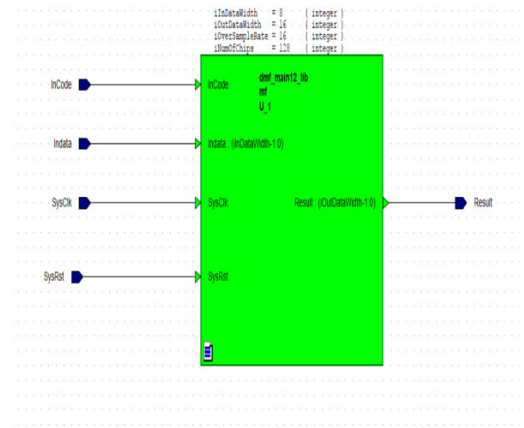 iInDataWidth = 8 ( integer )
iOutDataWidth = 16 ( integer )
iOverSampleRate = 16 ( integer )
iNumOfChips = 128 ( integer )
InCode InCode dmf_main12_lib
mf
U_1
Indata Indata : (InDataWidth-1:0)
SysClk SysClk Result : (iOutDataWidth-1:0) Result
SysRst SysRst